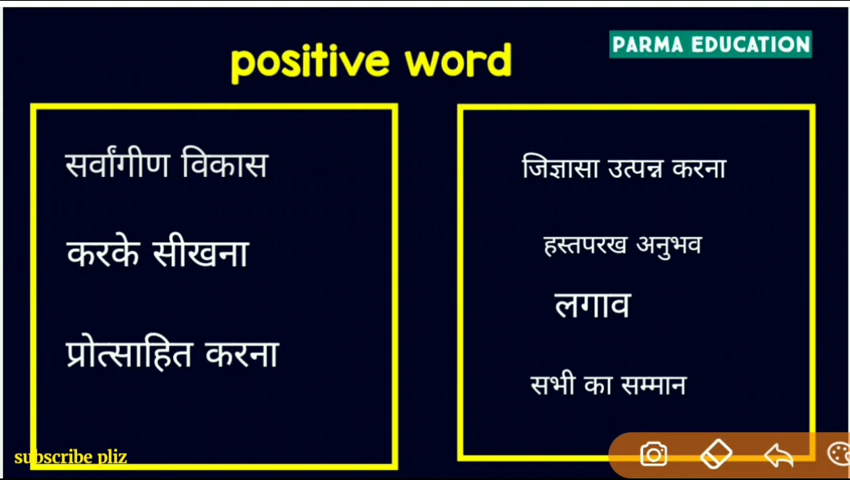 positive word
PARMA EDUCATION
सर्वांगीण विकास
करके सीखना
प्रोत्साहित करना
जिज्ञासा उत्पन्न करना
हस्तपरख अनुभव
लगाव
सभी का सम्मान
subscribe pliz